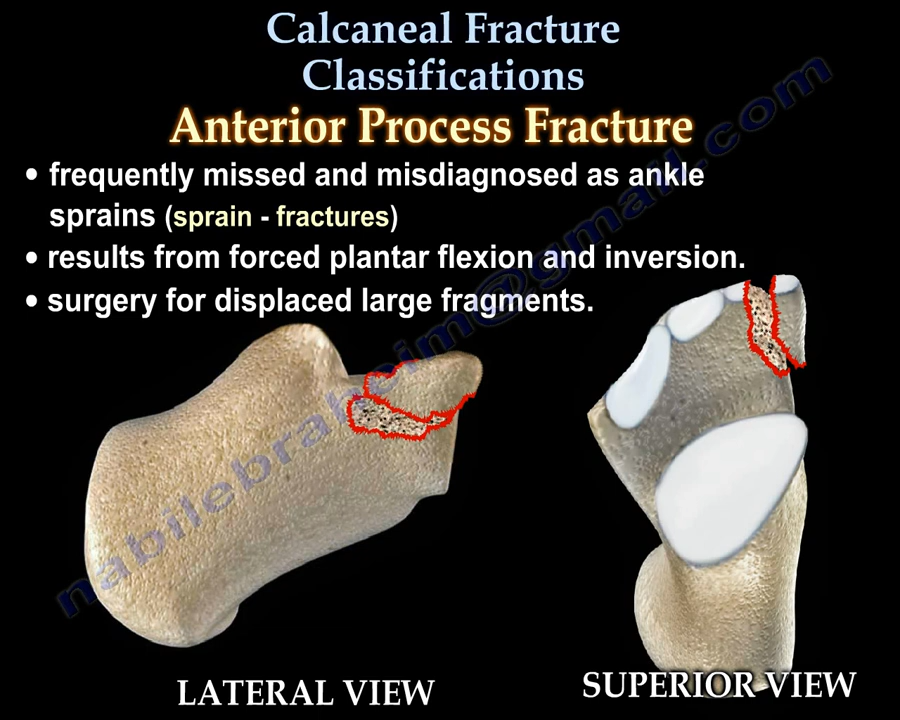 Calcaneal Fracture
Classifications
Anterior Process Fracture
• frequently missed and misdiagnosed as ankle
sprains (sprain - fractures)
• results from forced plantar flexion and inversion.
• surgery for displaced large fragments.
nabilebraheim@gmail.com
LATERAL VIEW
SUPERIOR VIEW